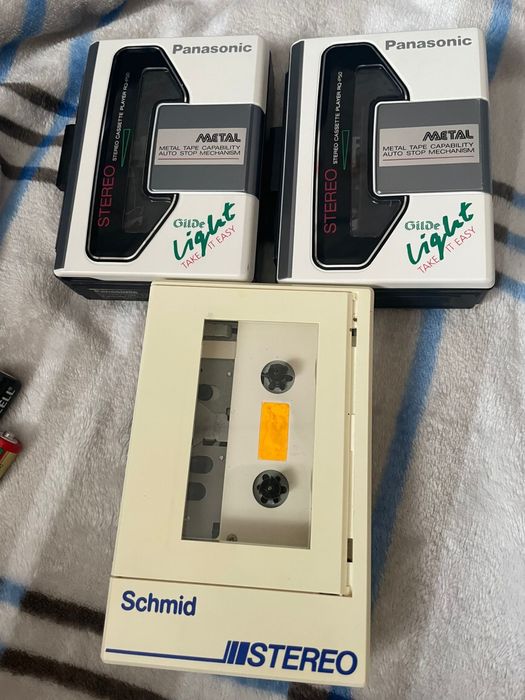 Panasonic
STEREO
STEREO CASSETTE PLAYER RQ-P50
METAL
METAL TAPE CAPABILITY
AUTO STOP MECHANISM
Gilde
Light
TAKE IT EASY
Panasonic
STEREO
STEREO CASSETTE PLAYER RQ-P50
METAL
METAL TAPE CAPABILITY
AUTO STOP MECHANISM
Gilde
Light
TAKE IT EASY
Schmid
STEREO